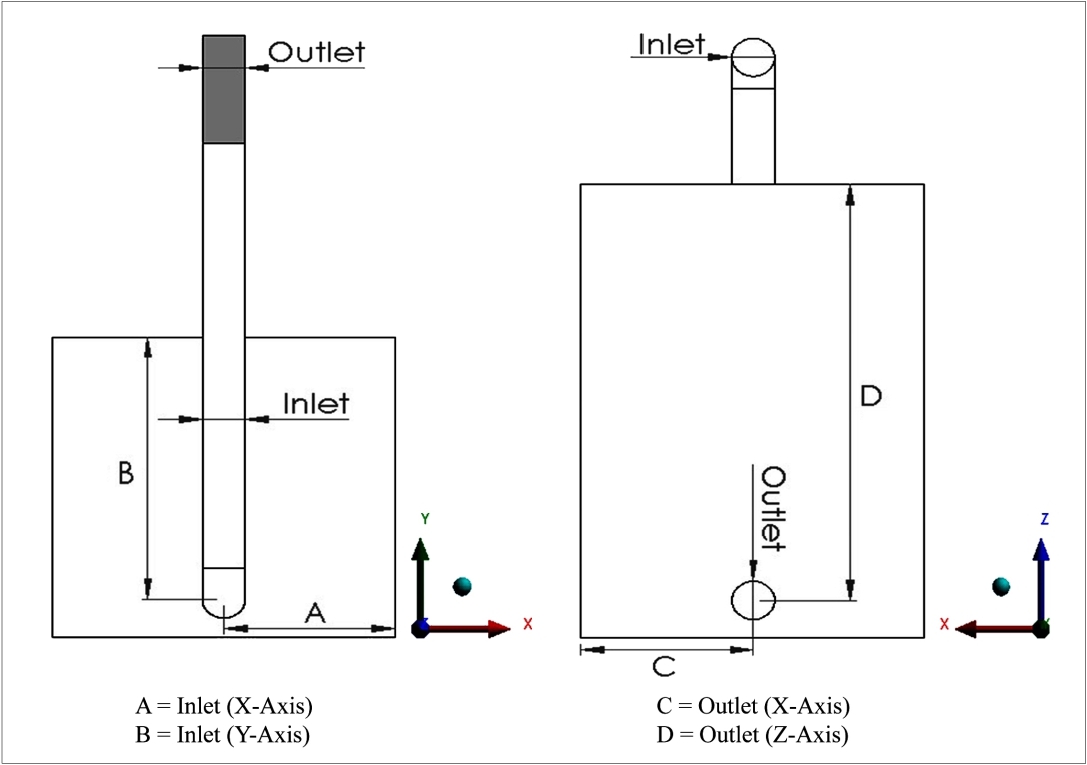 Outlet
Inlet
B
A
Y
X
A = Inlet (X-Axis)
B = Inlet (Y-Axis)
Inlet
D
Outlet
C
Z
X
C = Outlet (X-Axis)
D = Outlet (Z-Axis)